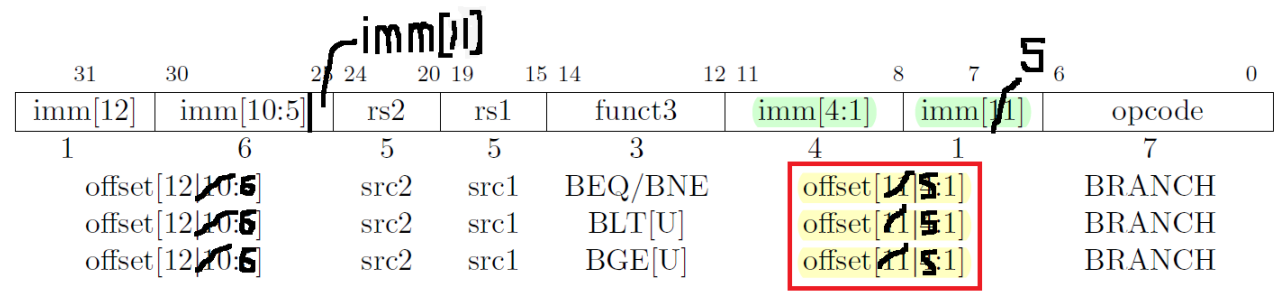 imm[11]
5
31 30 25 24 20 19 15 14 12 11 8 7 6 0
imm[12] imm[10:5] rs2 rs1 funct3 imm[4:1] imm[11] opcode
1 6 5 5 3 4 1 7
offset[12|10:6] src2 src1 BEQ/BNE offset[11|5:1] BRANCH
offset[12|10:6] src2 src1 BLT[U] offset[11|5:1] BRANCH
offset[12|10:6] src2 src1 BGE[U] offset[11|5:1] BRANCH